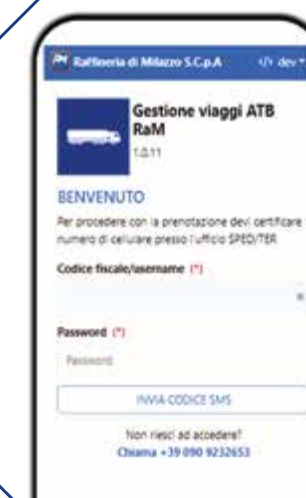 Raffineria di Milazzo S.C.p.A </> dev
Gestione viaggi ATB
RaM
1.0.11
BENVENUTO
Per procedere con la prenotazione devi certificare
numero di cellulare presso l'ufficio SPED/TER
Codice fiscale/username (*)
Password (*)
Password
INVIA CODICE SMS
Non riesci ad accedere?
Chiama +39 090 9232653